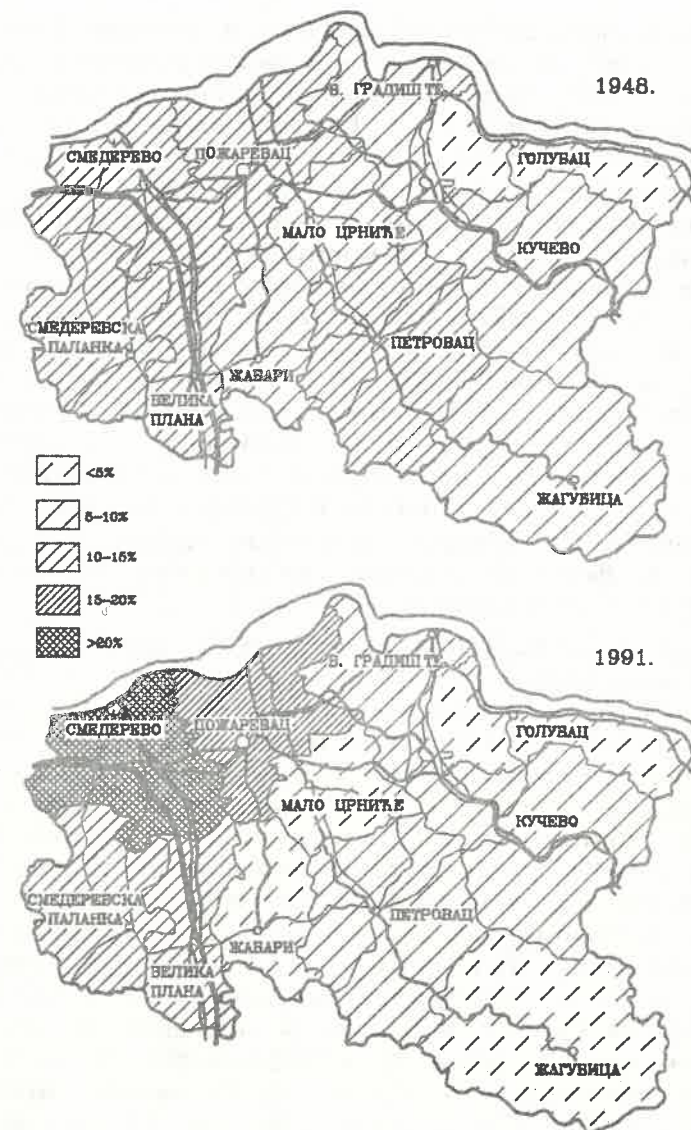 1948.
В. ГРАДИШТЕ
СМЕДЕРЕВО
ПОЖАРЕВАЦ
ГОЛУБАЦ
МАЛО ЦРНИЋЕ
КУЧЕВО
СМЕДЕРЕВСКА
ПАЛАНКА
ПЕТРОВАЦ
ЖАБАРИ
ВЕЛИКА
ПЛАНА
ЖАГУБИЦА
<5%
5-10%
10-15%
15-20%
>20%
1991.
В. ГРАДИШТЕ
СМЕДЕРЕВО
ПОЖАРЕВАЦ
ГОЛУБАЦ
МАЛО ЦРНИЋЕ
КУЧЕВО
СМЕДЕРЕВСКА
ПАЛАНКА
ПЕТРОВАЦ
ЖАБАРИ
ВЕЛИКА
ПЛАНА
ЖАГУБИЦА